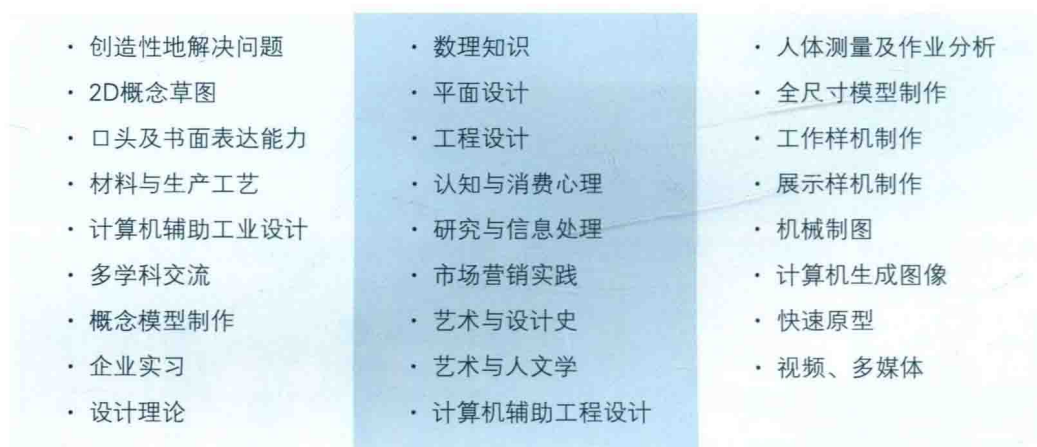 · 创造性地解决问题
· 2D概念草图
· 口头及书面表达能力
· 材料与生产工艺
· 计算机辅助工业设计
· 多学科交流
· 概念模型制作
· 企业实习
· 设计理论
· 数理知识
· 平面设计
· 工程设计
· 认知与消费心理
· 研究与信息处理
· 市场营销实践
· 艺术与设计史
· 艺术与人文学
· 计算机辅助工程设计
· 人体测量及作业分析
· 全尺寸模型制作
· 工作样机制作
· 展示样机制作
· 机械制图
· 计算机生成图像
· 快速原型
· 视频、多媒体